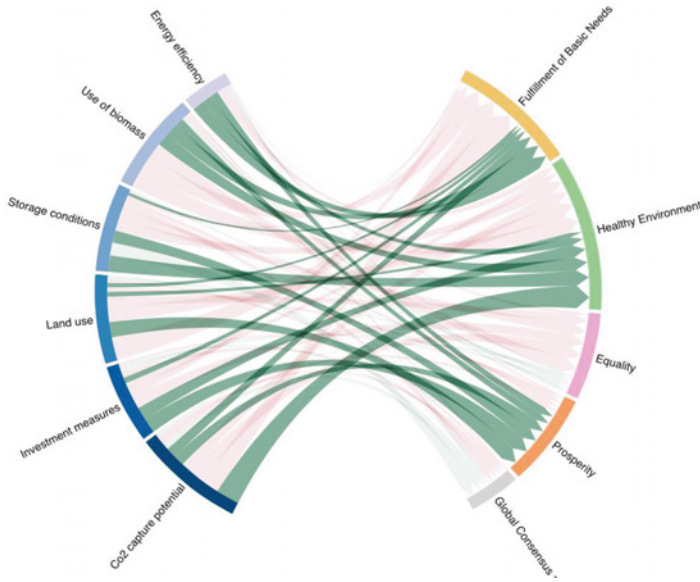 Energy efficiency
Use of biomass
Storage conditions
Land use
Investment measures
Co2 capture potential
Fulfillment of Basic Needs
Healthy Environment
Equality
Prosperity
Global Consensus